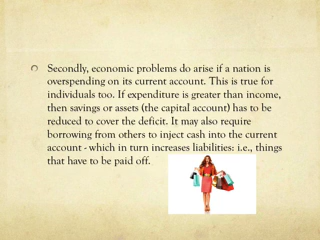 Secondly, economic problems do arise if a nation is
overspending on its current account. This is true for
individuals too. If expenditure is greater than income,
then savings or assets (the capital account) has to be
reduced to cover the deficit. It may also require
borrowing from others to inject cash into the current
account - which in turn increases liabilities: i.e., things
that have to be paid off.